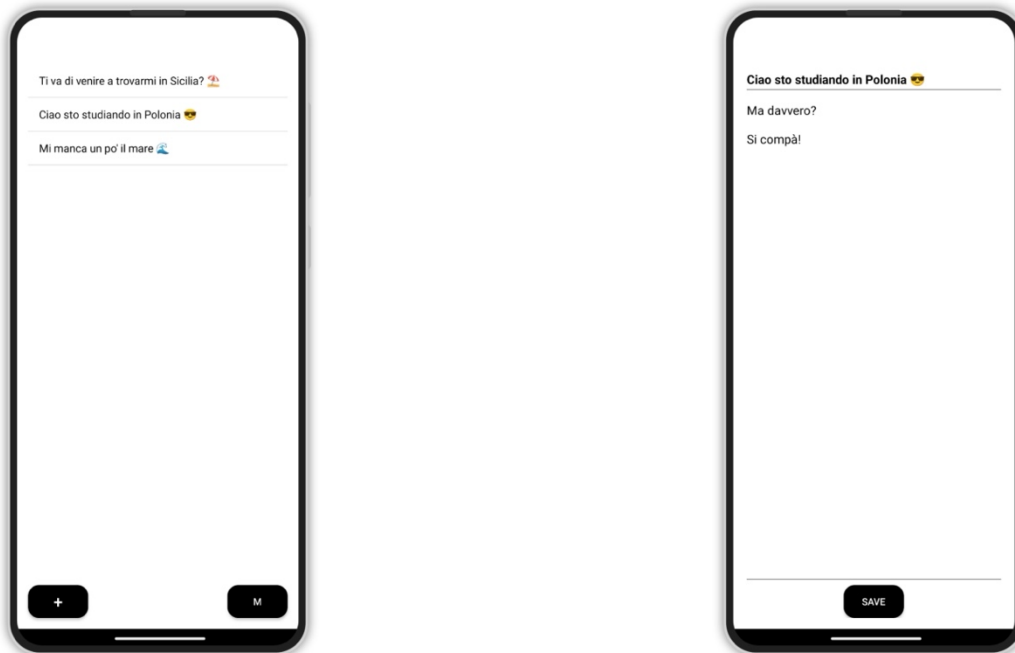 Ti va di venire a trovarmi in Sicilia? ⛱️
Ciao sto studiando in Polonia 😎
Mi manca un po' il mare 🌊
+
M
Ciao sto studiando in Polonia 😎
Ma davvero?
Si compà!
SAVE